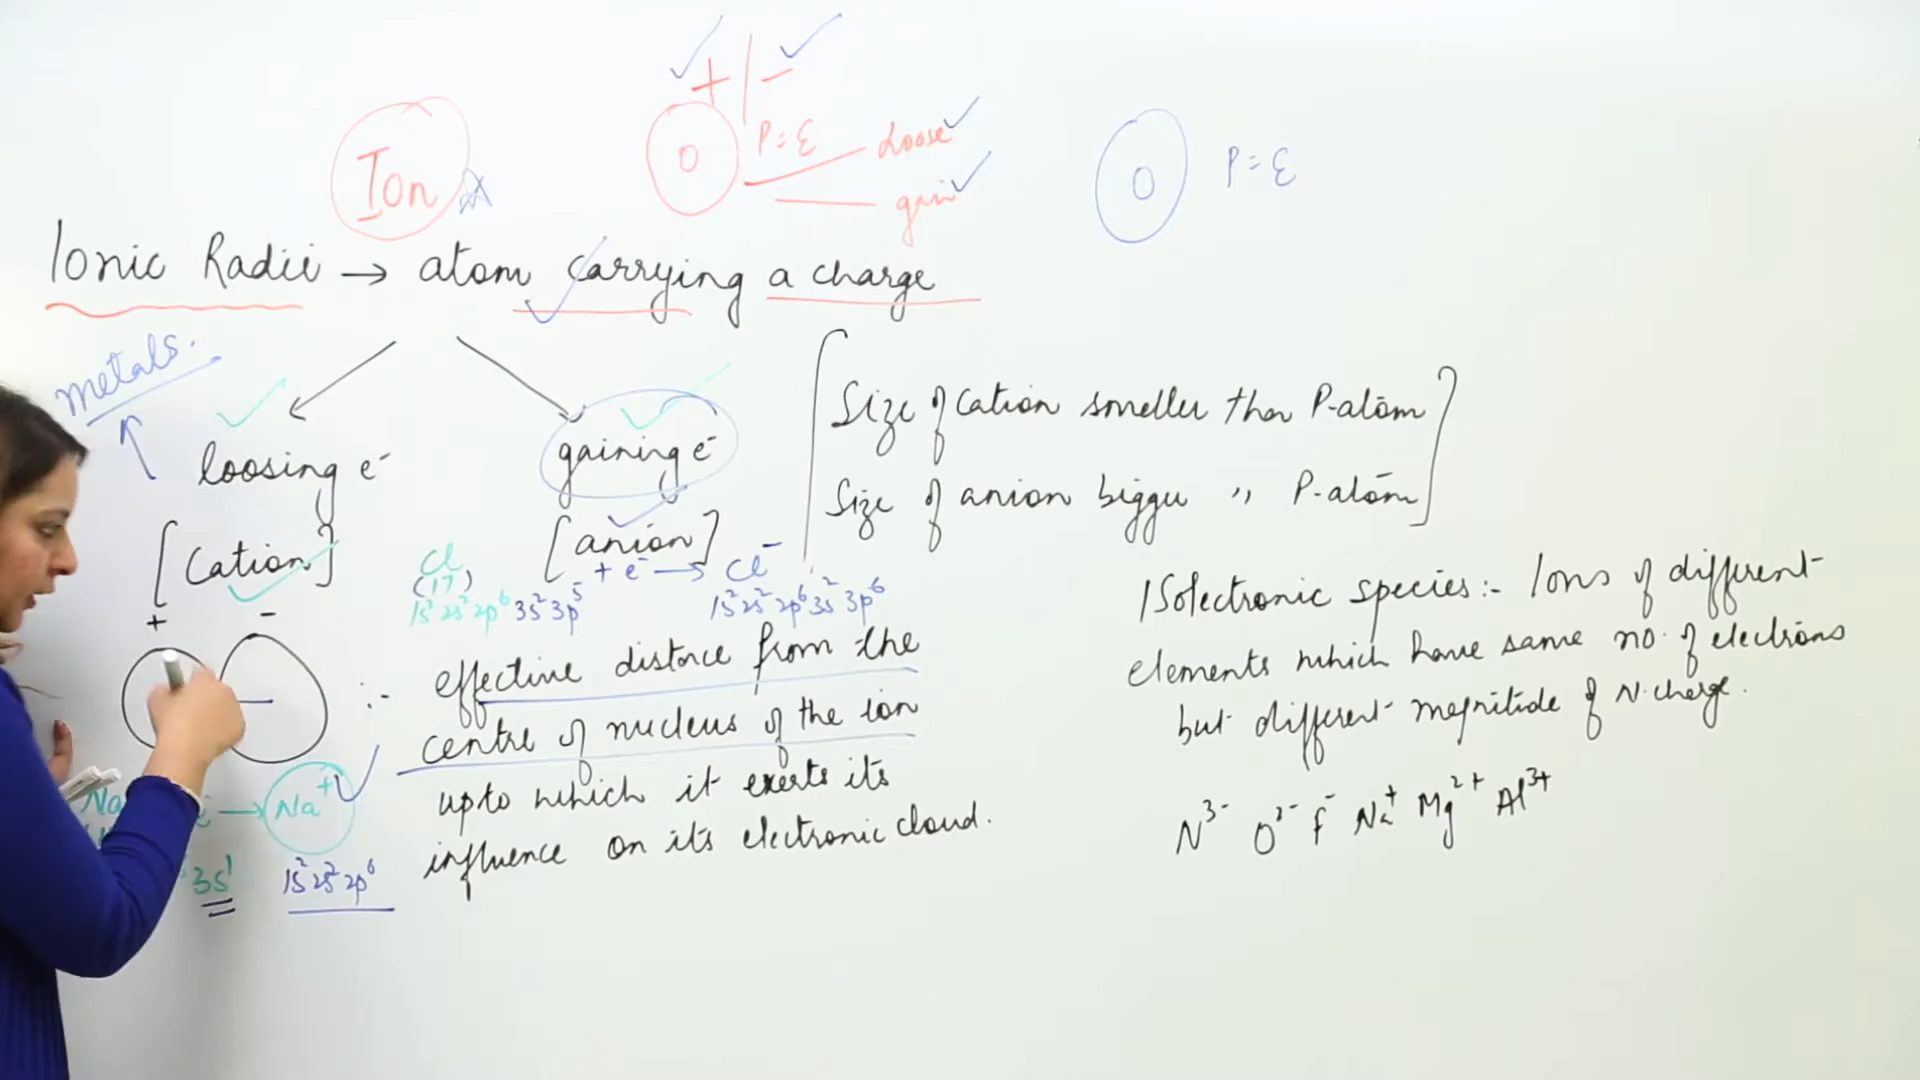 + | -
Ion
O P=E loose
gain
O P=E
Ionic Radii → atom carrying a charge
metals.
loosing e⁻
gaining e⁻
[Cation]
[anion]
Size of Cation smeller than P-atom
Size of anion bigger ,, P-atom
Cl + e⁻ → Cl⁻
(17)
1s² 2s² 2p⁶ 3s² 3p⁵
1s² 2s² 2p⁶ 3s² 3p⁶
+ -
∴ effective distance from the
centre of nucleus of the ion
upto which it exerts its
influence on its electronic cloud.
Na → Na⁺
3s¹
1s² 2s² 2p⁶
ISolectronic species:- Ions of different
elements which have same no. of electrons
but different megnitude of N.charge.
N³⁻ O²⁻ F⁻ Na⁺ Mg²⁺ Al³⁺